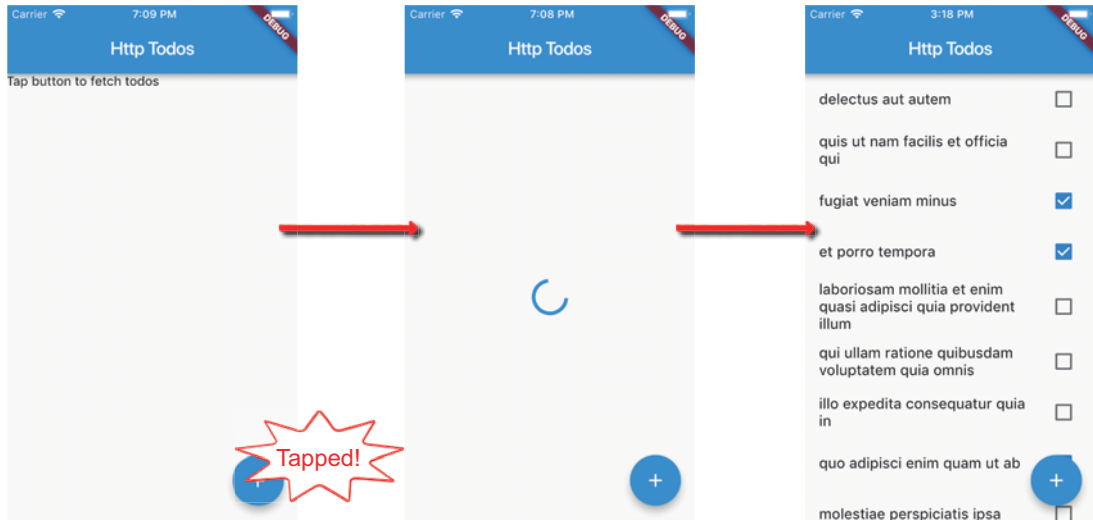 Carrier 7:09 PM
DEBUG
Http Todos
Tap button to fetch todos
Tapped!
+
Carrier 7:08 PM
DEBUG
Http Todos
+
Carrier 3:18 PM
DEBUG
Http Todos
delectus aut autem
quis ut nam facilis et officia
qui
fugiat veniam minus
et porro tempora
laboriosam mollitia et enim
quasi adipisci quia provident
illum
qui ullam ratione quibusdam
voluptatem quia omnis
illo expedita consequatur quia
in
quo adipisci enim quam ut ab
+
molestiae perspiciatis ipsa